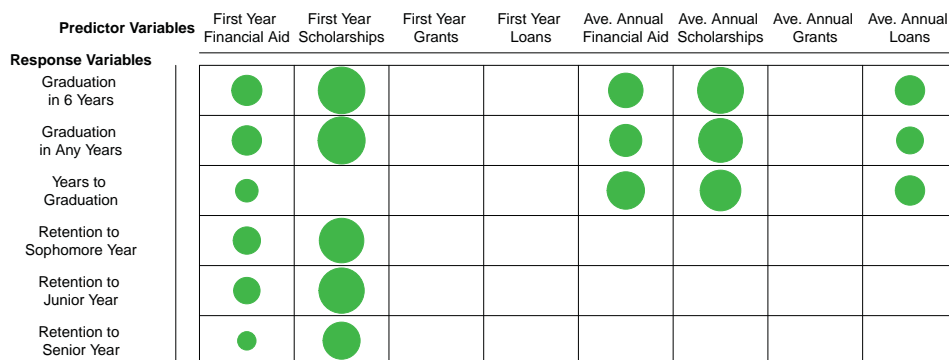 Predictor Variables
First Year
Financial Aid
First Year
Scholarships
First Year
Grants
First Year
Loans
Ave. Annual
Financial Aid
Ave. Annual
Scholarships
Ave. Annual
Grants
Ave. Annual
Loans
Response Variables
Graduation
in 6 Years
Graduation
in Any Years
Years to
Graduation
Retention to
Sophomore Year
Retention to
Junior Year
Retention to
Senior Year